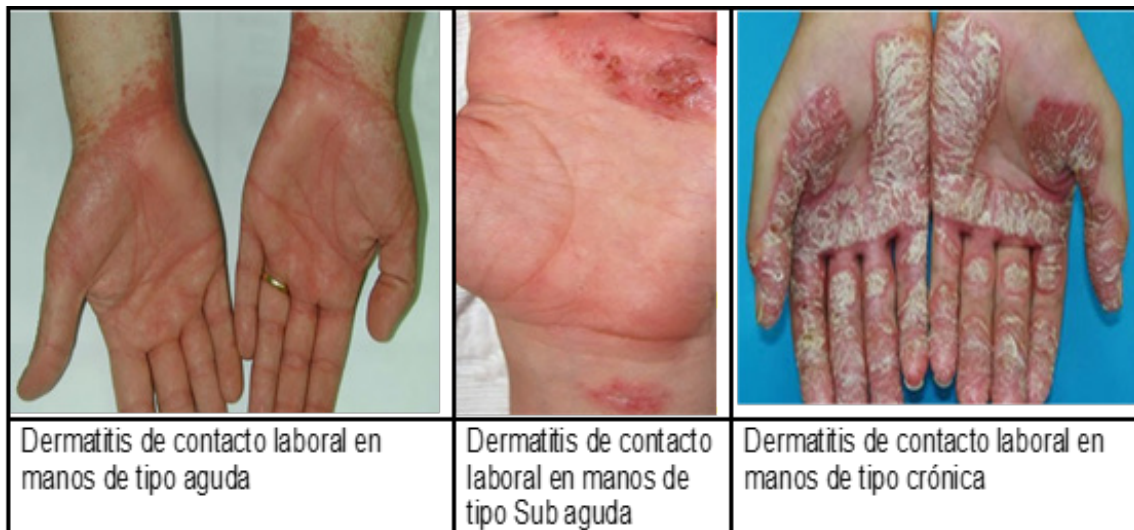 Dermatitis de contacto laboral en
manos de tipo aguda
Dermatitis de contacto
laboral en manos de
tipo Sub aguda
Dermatitis de contacto laboral en
manos de tipo crónica